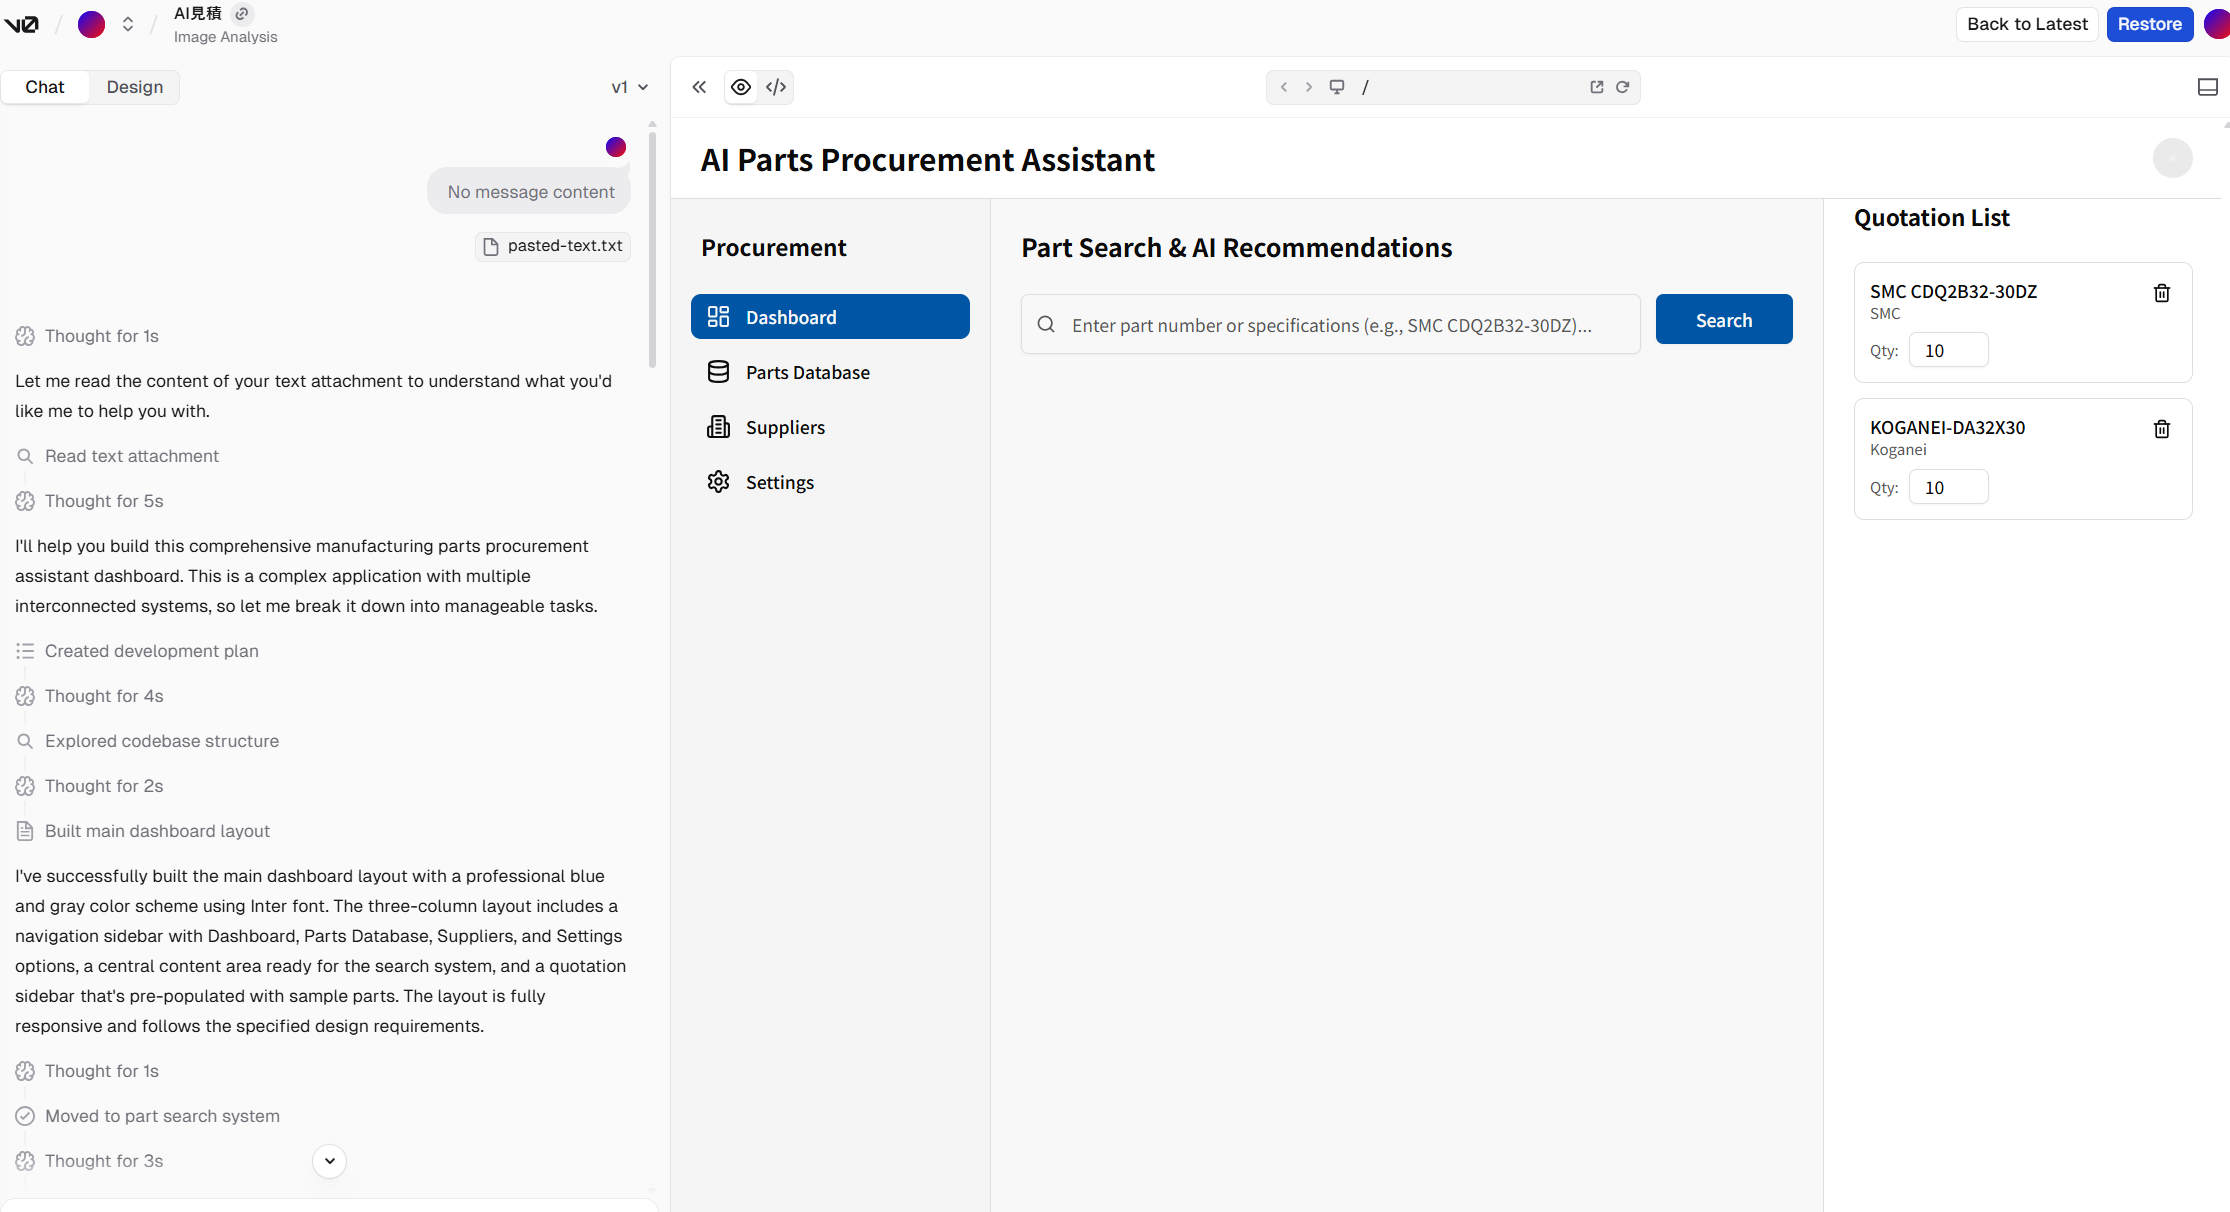 v0
AI見積
Image Analysis
Back to Latest
Restore
Chat
Design
v1
/
No message content
pasted-text.txt
Thought for 1s
Let me read the content of your text attachment to understand what you'd
like me to help you with.
Read text attachment
Thought for 5s
I'll help you build this comprehensive manufacturing parts procurement
assistant dashboard. This is a complex application with multiple
interconnected systems, so let me break it down into manageable tasks.
Created development plan
Thought for 4s
Explored codebase structure
Thought for 2s
Built main dashboard layout
I've successfully built the main dashboard layout with a professional blue
and gray color scheme using Inter font. The three-column layout includes a
navigation sidebar with Dashboard, Parts Database, Suppliers, and Settings
options, a central content area ready for the search system, and a quotation
sidebar that's pre-populated with sample parts. The layout is fully
responsive and follows the specified design requirements.
Thought for 1s
Moved to part search system
Thought for 3s
AI Parts Procurement Assistant
Procurement
Dashboard
Parts Database
Suppliers
Settings
Part Search & AI Recommendations
Enter part number or specifications (e.g., SMC CDQ2B32-30DZ)...
Search
Quotation List
SMC CDQ2B32-30DZ
SMC
Qty: 10
KOGANEI-DA32X30
Koganei
Qty: 10